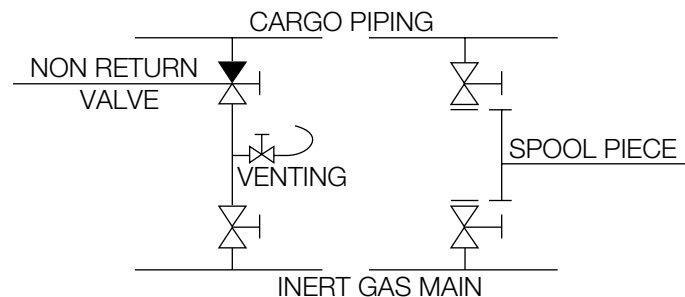 CARGO PIPING
NON RETURN
VALVE
SPOOL PIECE
VENTING
INERT GAS MAIN